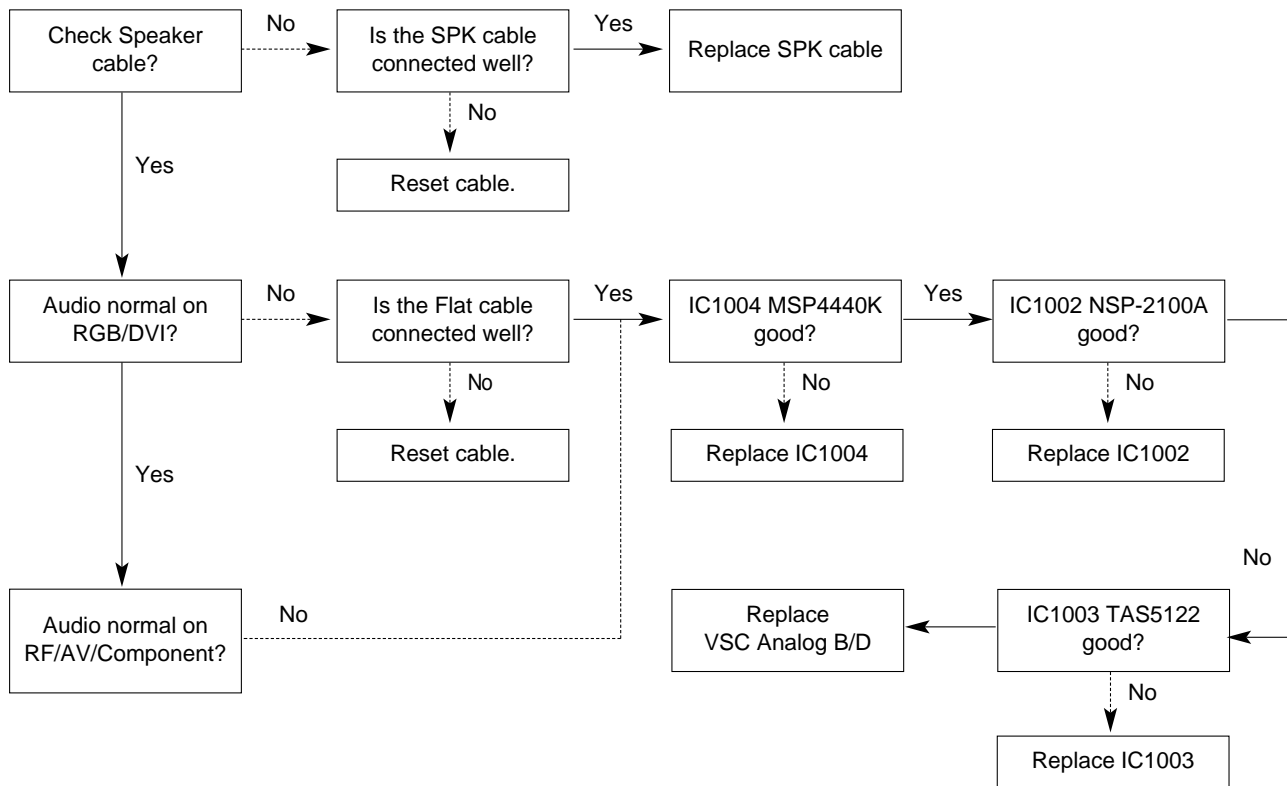 Check Speaker
cable?
No
Is the SPK cable
connected well?
Yes
Replace SPK cable
No
Yes
Reset cable.
Audio normal on
RGB/DVI?
No
Is the Flat cable
connected well?
Yes
IC1004 MSP4440K
good?
Yes
IC1002 NSP-2100A
good?
No
No
No
Reset cable.
Replace IC1004
Replace IC1002
Yes
No
Audio normal on
RF/AV/Component?
No
Replace
VSC Analog B/D
IC1003 TAS5122
good?
No
Replace IC1003